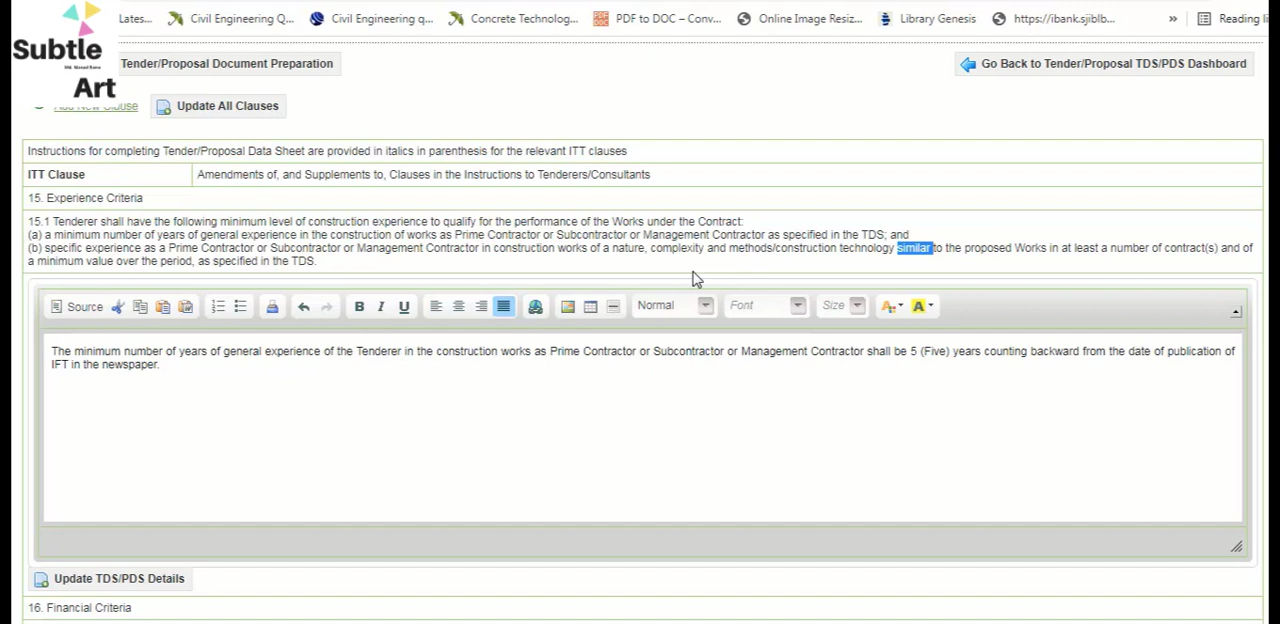 Lates...
Civil Engineering Q...
Civil Engineering q...
Concrete Technolog...
PDF to DOC – Conv...
Online Image Resiz...
Library Genesis
https://ibank.sjiblb...
»
Reading li
Subtle
Art
Tender/Proposal Document Preparation
Go Back to Tender/Proposal TDS/PDS Dashboard
Add New Clause
Update All Clauses
Instructions for completing Tender/Proposal Data Sheet are provided in italics in parenthesis for the relevant ITT clauses
ITT Clause
Amendments of, and Supplements to, Clauses in the Instructions to Tenderers/Consultants
15. Experience Criteria
15.1 Tenderer shall have the following minimum level of construction experience to qualify for the performance of the Works under the Contract:
(a) a minimum number of years of general experience in the construction of works as Prime Contractor or Subcontractor or Management Contractor as specified in the TDS; and
(b) specific experience as a Prime Contractor or Subcontractor or Management Contractor in construction works of a nature, complexity and methods/construction technology similar to the proposed Works in at least a number of contract(s) and of
a minimum value over the period, as specified in the TDS.
Source
B I U
Normal
Font
Size
The minimum number of years of general experience of the Tenderer in the construction works as Prime Contractor or Subcontractor or Management Contractor shall be 5 (Five) years counting backward from the date of publication of
IFT in the newspaper.
Update TDS/PDS Details
16. Financial Criteria